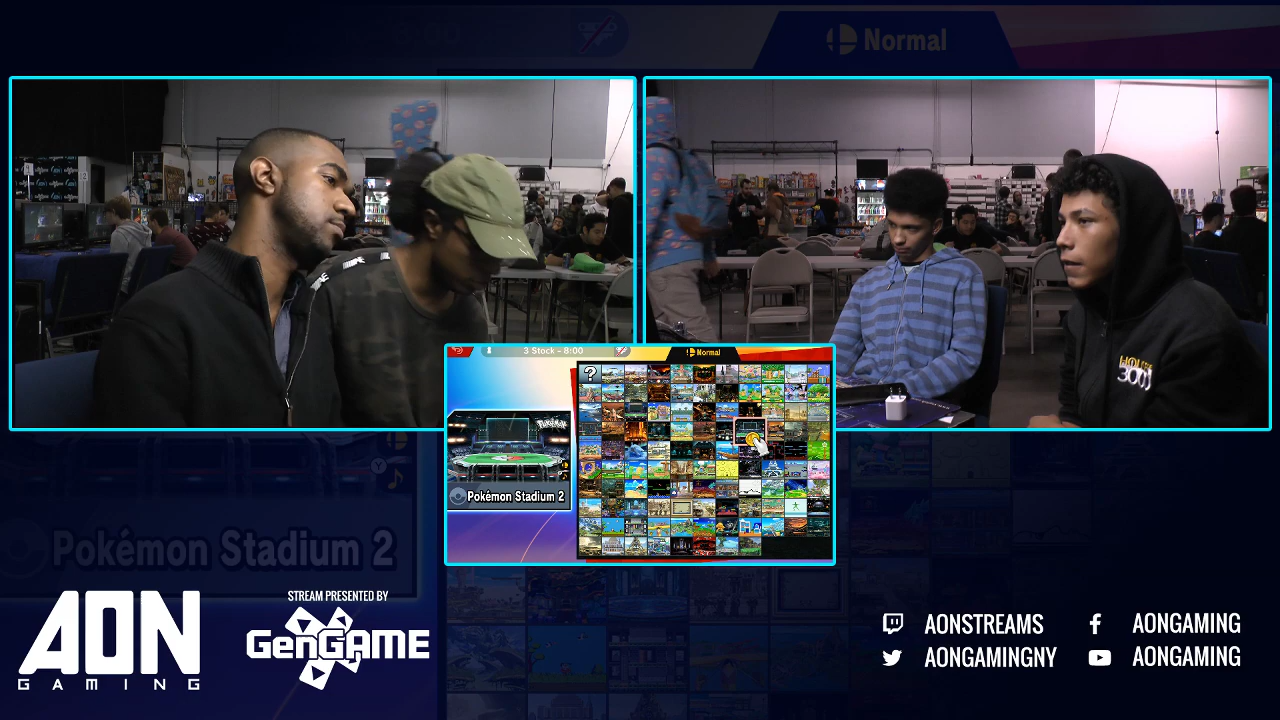 Normal
3 Stock - 8:00
Normal
?
Pokémon
Pokémon Stadium 2
Pokémon Stadium 2
Y
AON
GAMING
STREAM PRESENTED BY
GenGAME
AONSTREAMS
AONGAMING
AONGAMINGNY
AONGAMING